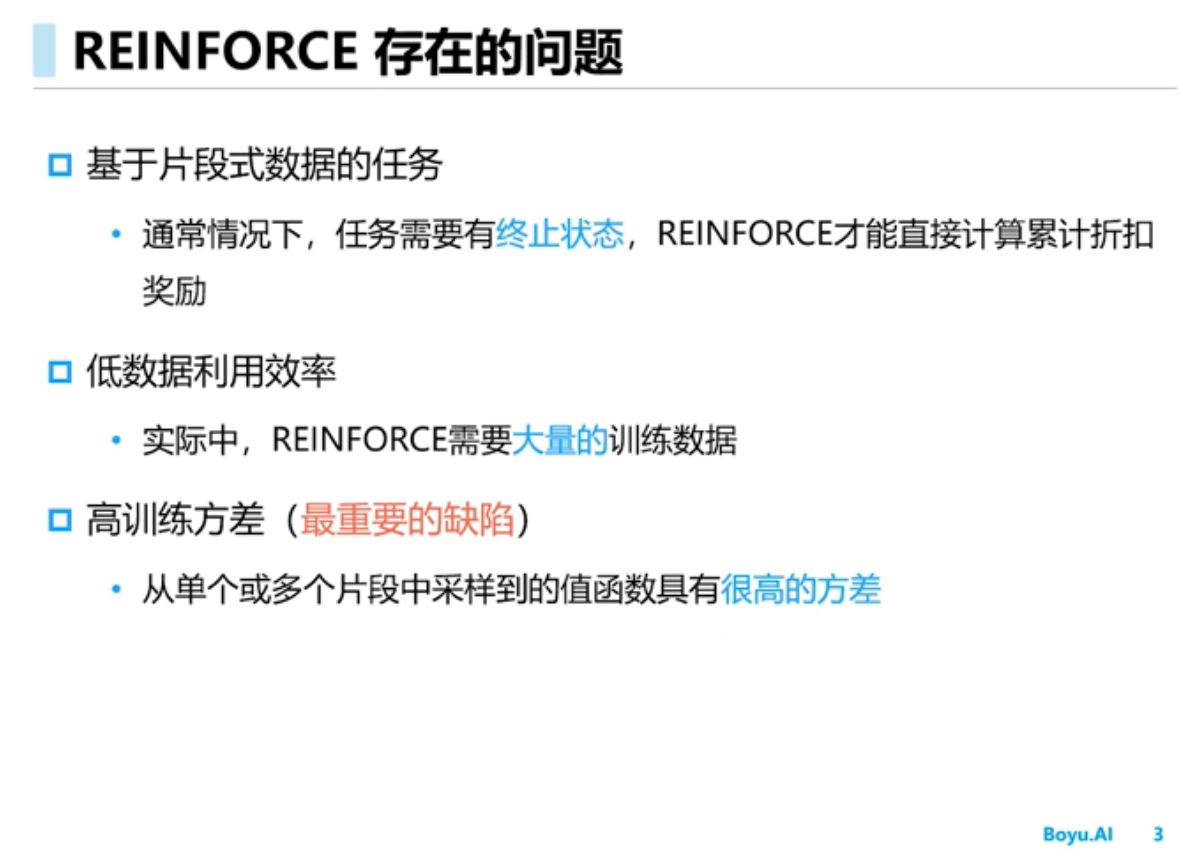 REINFORCE 存在的问题
基于片段式数据的任务
• 通常情况下，任务需要有终止状态，REINFORCE才能直接计算累计折扣
奖励
低数据利用效率
• 实际中，REINFORCE需要大量的训练数据
高训练方差（最重要的缺陷）
• 从单个或多个片段中采样到的值函数具有很高的方差
Boyu.AI 3